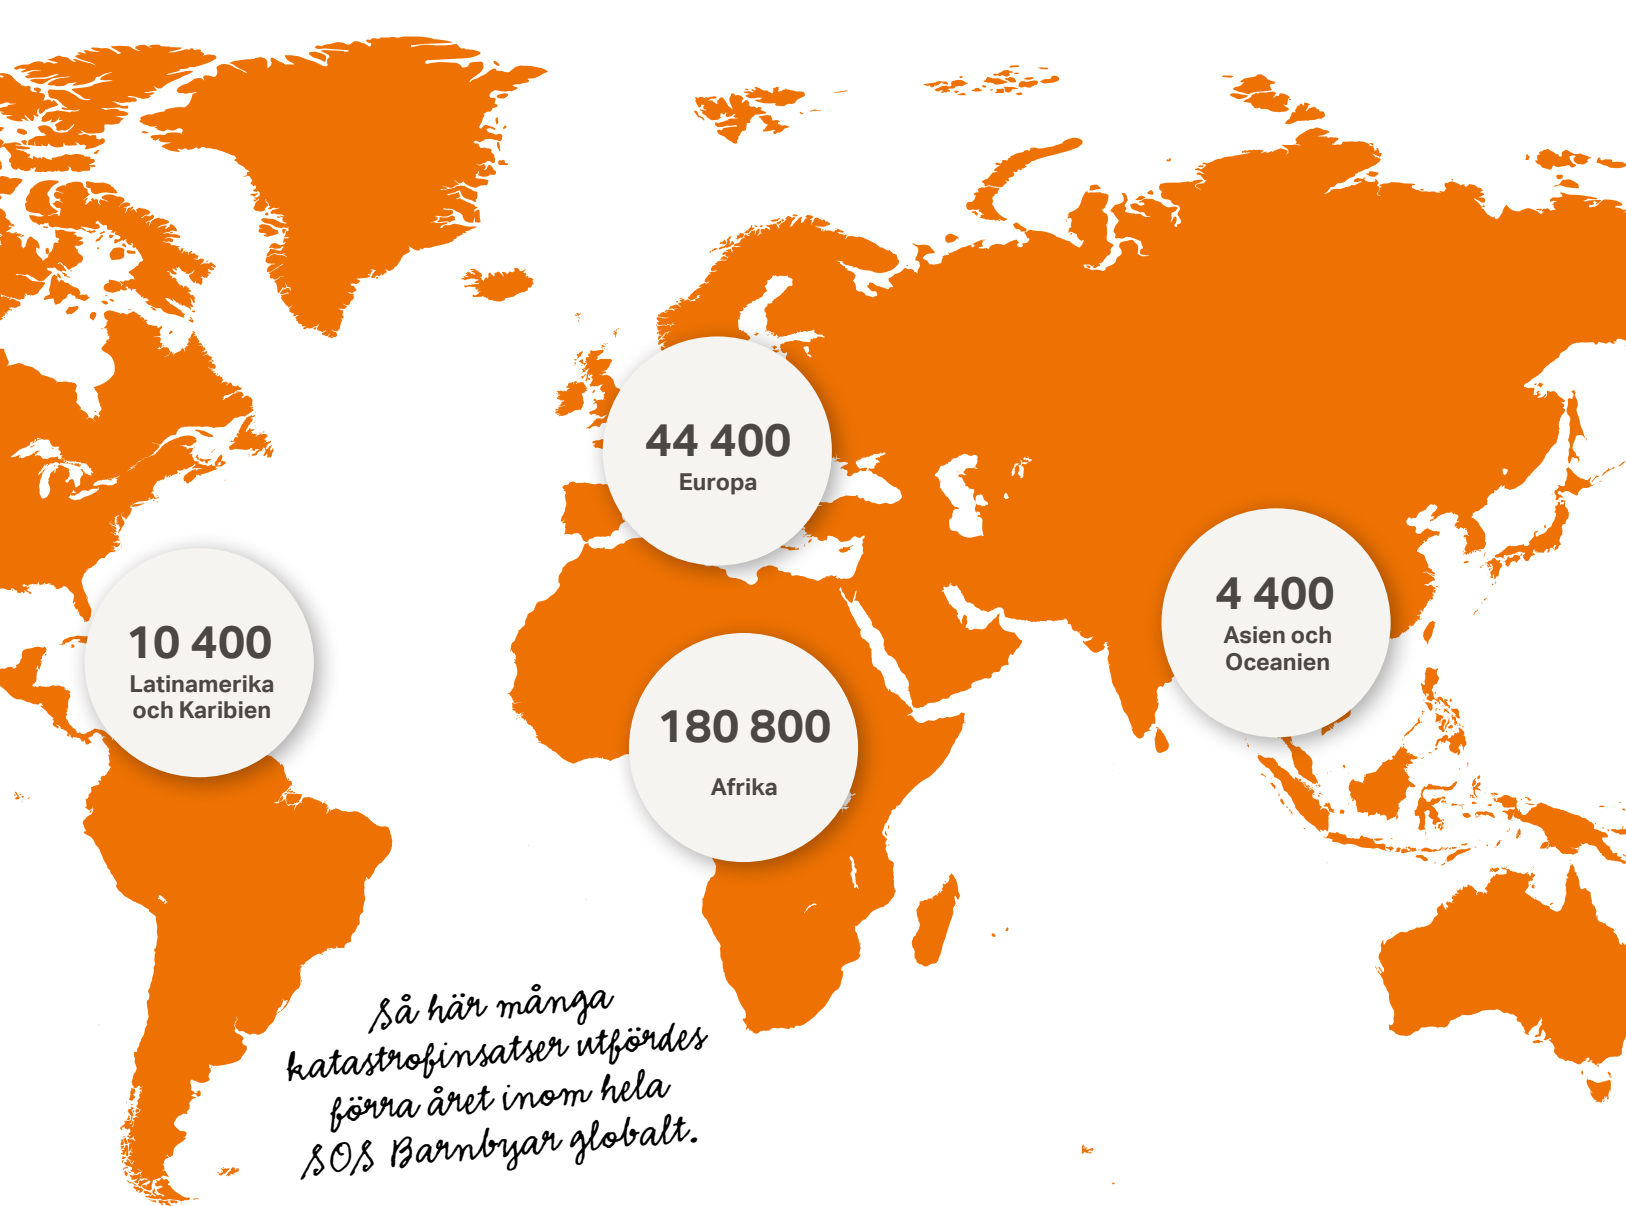 44 400
Europa
4 400
Asien och
Oceanien
10 400
Latinamerika
och Karibien
180 800
Afrika
Så här många
katastrofinsatser utfördes
förra året inom hela
SOS Barnbyar globalt.